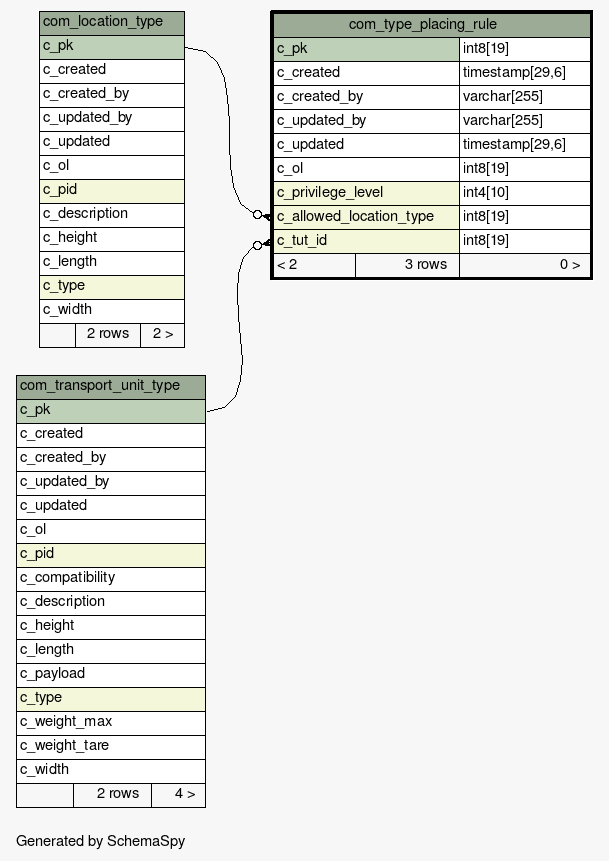 com_location_type
c_pk
c_created
c_created_by
c_updated_by
c_updated
c_ol
c_pid
c_description
c_height
c_length
c_type
c_width
2 rows 2 >
com_type_placing_rule
c_pk int8[19]
c_created timestamp[29,6]
c_created_by varchar[255]
c_updated_by varchar[255]
c_updated timestamp[29,6]
c_ol int8[19]
c_privilege_level int4[10]
c_allowed_location_type int8[19]
c_tut_id int8[19]
< 2 3 rows 0 >
com_transport_unit_type
c_pk
c_created
c_created_by
c_updated_by
c_updated
c_ol
c_pid
c_compatibility
c_description
c_height
c_length
c_payload
c_type
c_weight_max
c_weight_tare
c_width
2 rows 4 >
Generated by SchemaSpy